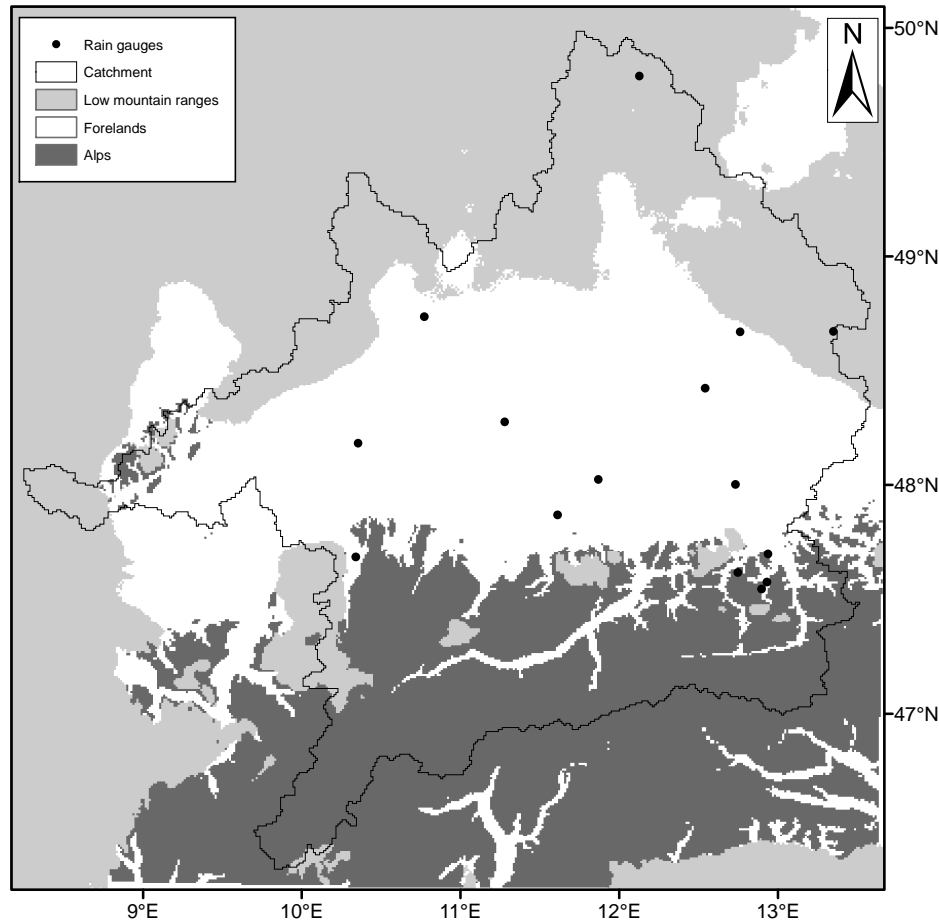 Rain gauges
Catchment
Low mountain ranges
Forelands
Alps
N
50°N
49°N
48°N
47°N
9°E 10°E 11°E 12°E 13°E